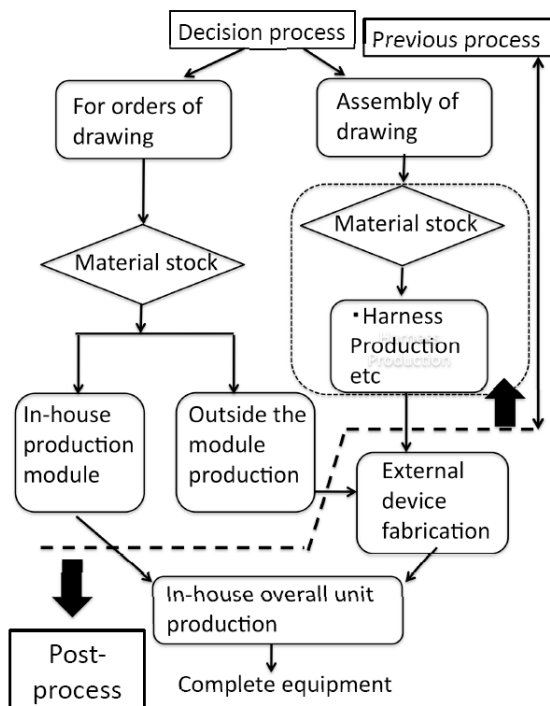 Decision process
Previous process
For orders of
drawing
Assembly of
drawing
Material stock
Material stock
・Harness
Production
etc
In-house
production
module
Outside the
module
production
External
device
fabrication
In-house overall unit
production
Post-
process
Complete equipment